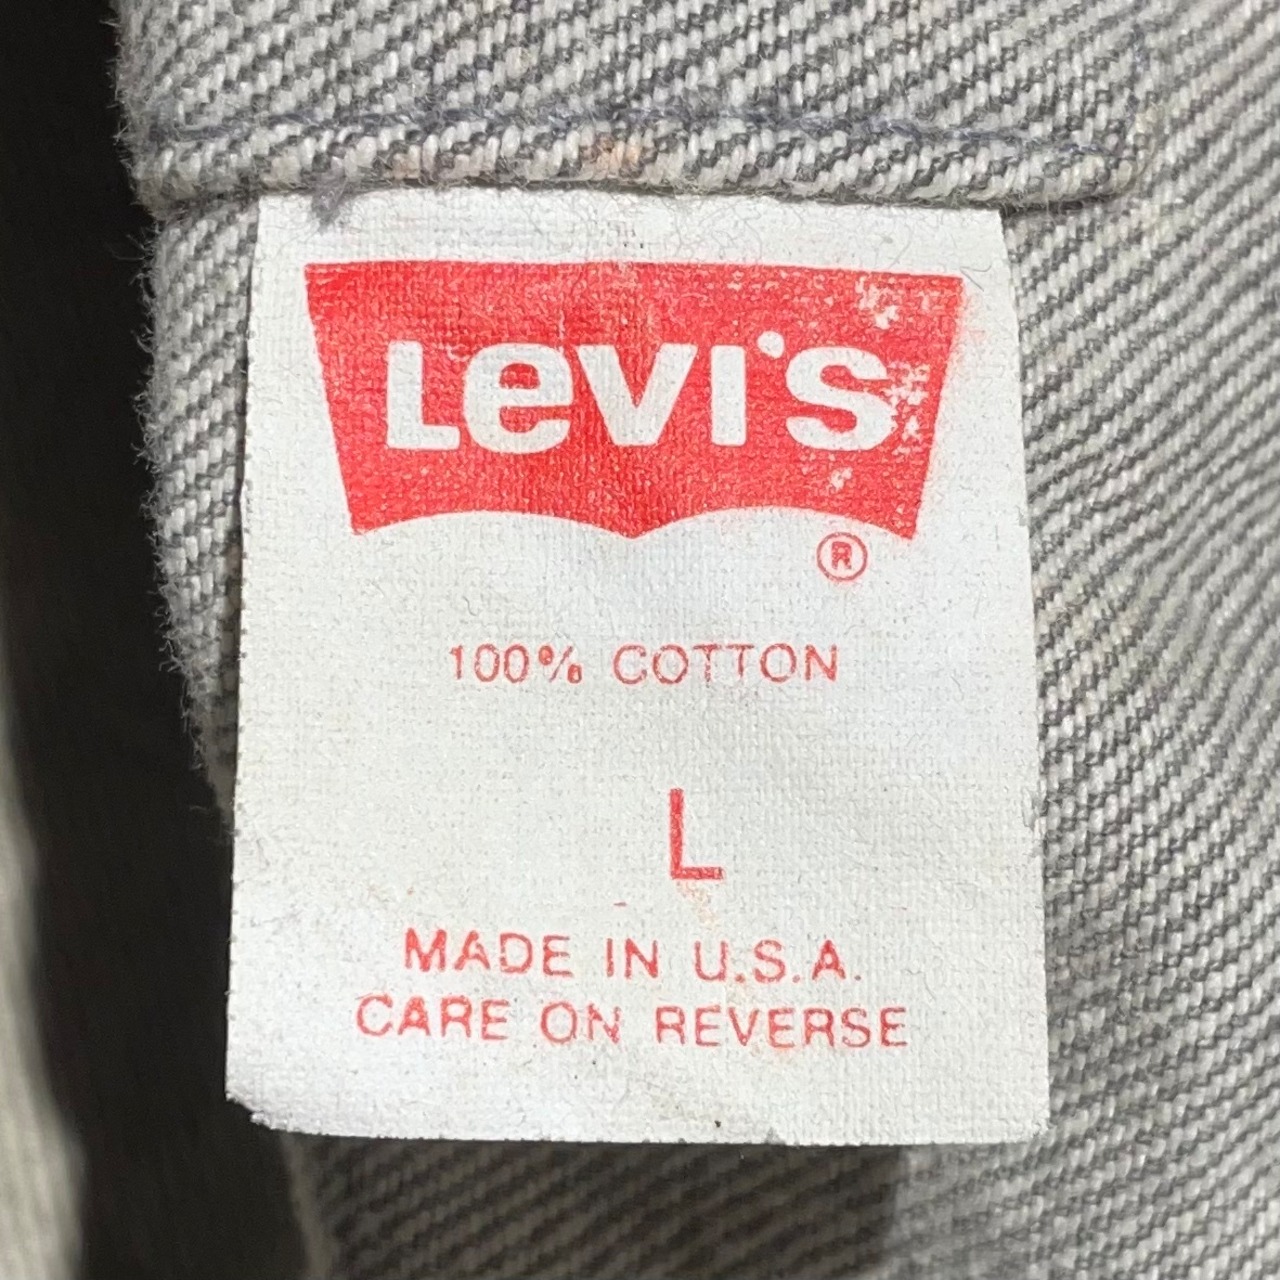 Levi's
®
100% COTTON
L
MADE IN U.S.A.
CARE ON REVERSE